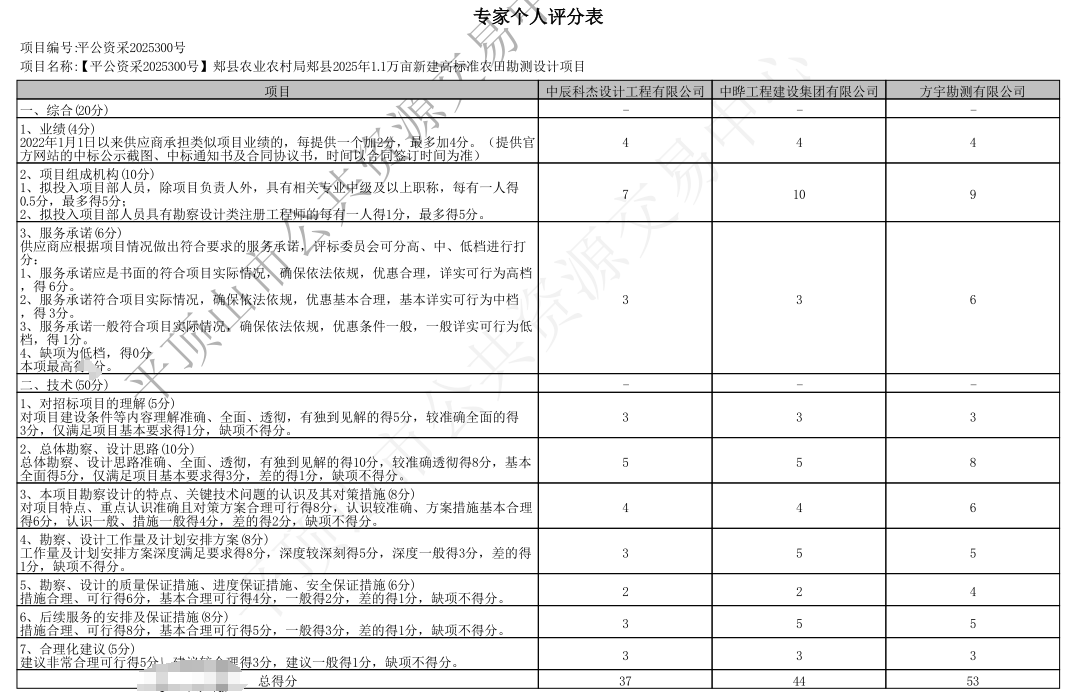 专家个人评分表
项目编号:平公资采2025300号
项目名称:【平公资采2025300号】郏县农业农村局郏县2025年1.1万亩新建高标准农田勘测设计项目
项目 中辰科杰设计工程有限公司 中晔工程建设集团有限公司 方宇勘测有限公司
一、综合(20分) – – –
1、业绩(4分)
2022年1月1日以来供应商承担类似项目业绩的，每提供一个加2分，最多加4分。（提供官
方网站的中标公示截图、中标通知书及合同协议书，时间以合同签订时间为准）
4 4 4
2、项目组成机构(10分)
1、拟投入项目部人员，除项目负责人外，具有相关专业中级及以上职称，每有一人得
0.5分，最多得5分；
2、拟投入项目部人员具有勘察设计类注册工程师的每有一人得1分，最多得5分。
7 10 9
3、服务承诺(6分)
供应商应根据项目情况做出符合要求的服务承诺，评标委员会可分高、中、低档进行打
分：
1、服务承诺应是书面的符合项目实际情况，确保依法依规，优惠合理，详实可行为高档
，得 6分。
2、服务承诺符合项目实际情况，确保依法依规，优惠基本合理，基本详实可行为中档
，得 3分。
3、服务承诺一般符合项目实际情况，确保依法依规，优惠条件一般，一般详实可行为低
档，得 1分。
4、缺项为低档，得0分
本项最高得 分。
3 3 6
二、技术(50分) – – –
1、对招标项目的理解(5分)
对项目建设条件等内容理解准确、全面、透彻，有独到见解的得5分，较准确全面的得
3分，仅满足项目基本要求得1分，缺项不得分。
3 3 3
2、总体勘察、设计思路(10分)
总体勘察、设计思路准确、全面、透彻，有独到见解的得10分，较准确透彻得8分，基本
全面得5分，仅满足项目基本要求得3分，差的得1分，缺项不得分。
5 5 8
3、本项目勘察设计的特点、关键技术问题的认识及其对策措施(8分)
对项目特点、重点认识准确且对策方案合理可行得8分，认识较准确、方案措施基本合理
得6分，认识一般、措施一般得4分，差的得2分，缺项不得分。
4 4 6
4、勘察、设计工作量及计划安排方案(8分)
工作量及计划安排方案深度满足要求得8分，深度较深刻得5分，深度一般得3分，差的得
1分，缺项不得分。
3 5 5
5、勘察、设计的质量保证措施、进度保证措施、安全保证措施(6分)
措施合理、可行得6分，基本合理可行得4分，一般得2分，差的得1分，缺项不得分。
2 2 4
6、后续服务的安排及保证措施(8分)
措施合理、可行得8分，基本合理可行得5分，一般得3分，差的得1分，缺项不得分。
3 5 5
7、合理化建议(5分)
建议非常合理可行得5分，建议较合理得3分，建议一般得1分，缺项不得分。
3 3 3
总得分 37 44 53
平顶山市公共资源交易中心
平顶山市公共资源交易中心